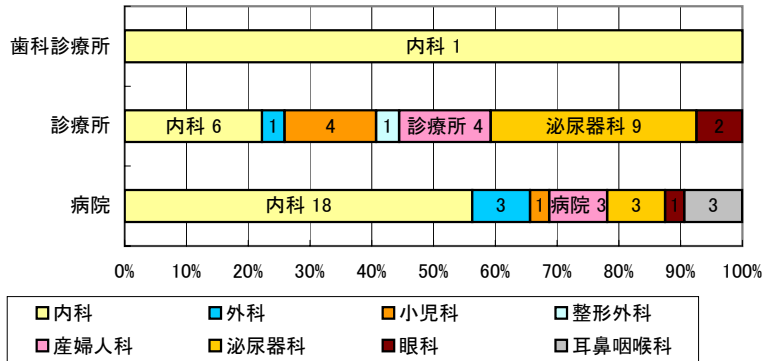 歯科診療所
内科 1
診療所
内科 6 1 4 1 診療所 4 泌尿器科 9 2
病院
内科 18 3 1 病院 3 3 1 3
0% 10% 20% 30% 40% 50% 60% 70% 80% 90% 100%
内科 外科 小児科 整形外科
産婦人科 泌尿器科 眼科 耳鼻咽喉科